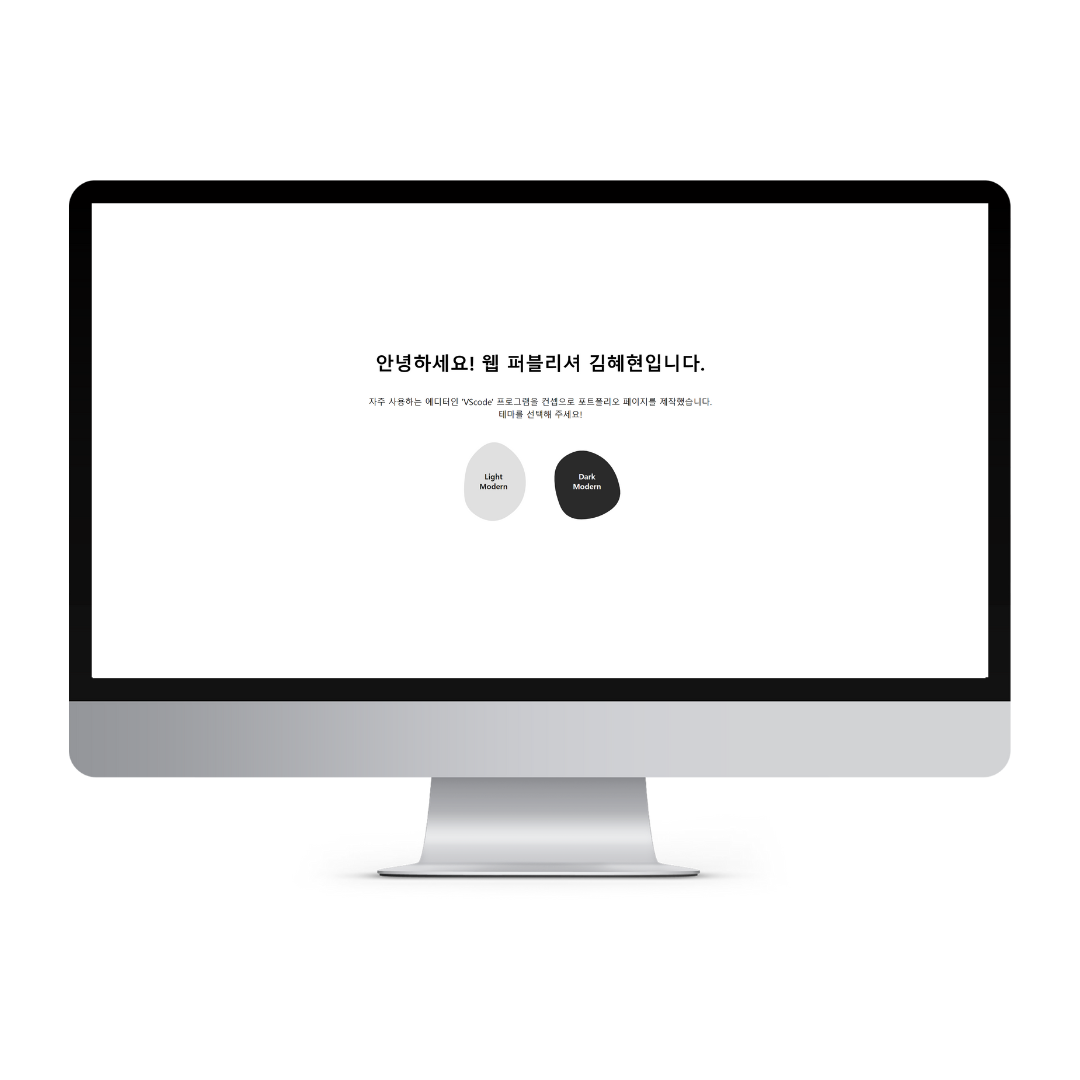 안녕하세요! 웹 퍼블리셔 김혜현입니다.
자주 사용하는 에디터인 'VScode' 프로그램을 컨셉으로 포트폴리오 페이지를 제작했습니다.
테마를 선택해 주세요!
Light
Modern
Dark
Modern